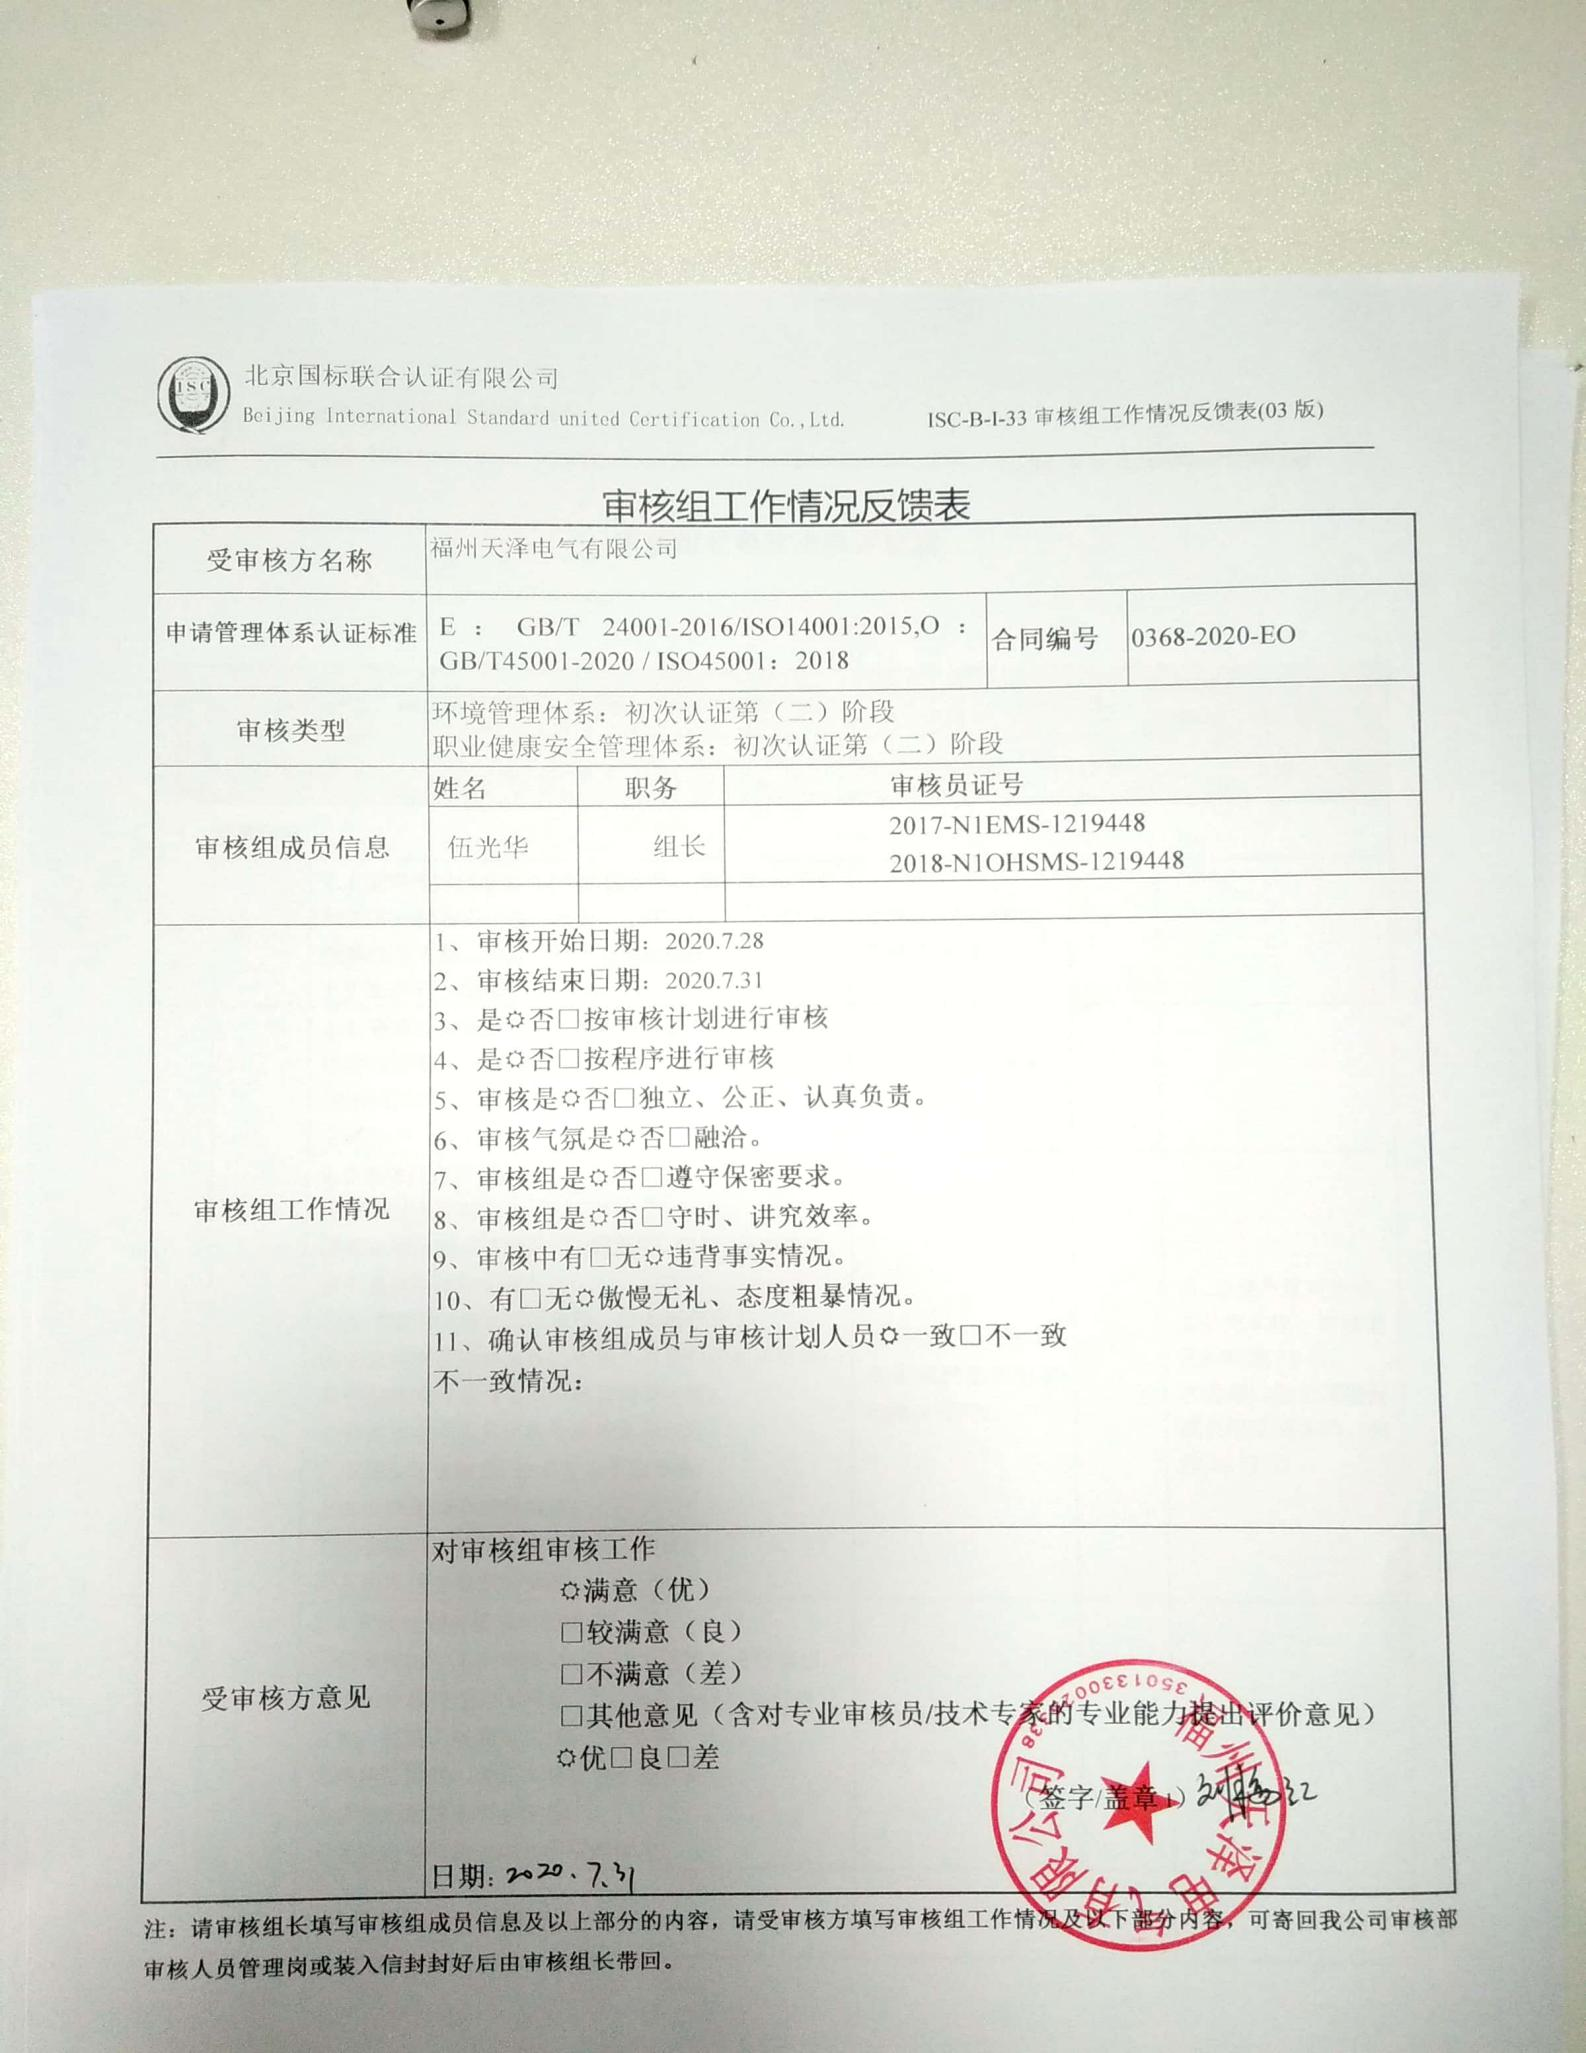 ISC
北京国标联合认证有限公司
Beijing International Standard united Certification Co.,Ltd.
ISC-B-I-33 审核组工作情况反馈表(03 版)
审核组工作情况反馈表
受审核方名称
福州天泽电气有限公司
申请管理体系认证标准
E : GB/T 24001-2016/ISO14001:2015,O :
GB/T45001-2020 / ISO45001：2018
合同编号
0368-2020-EO
审核类型
环境管理体系：初次认证第（二）阶段
职业健康安全管理体系：初次认证第（二）阶段
审核组成员信息
姓名 职务 审核员证号
伍光华 组长
2017-N1EMS-1219448
2018-N1OHSMS-1219448
审核组工作情况
1、审核开始日期：2020.7.28
2、审核结束日期：2020.7.31
3、是☼否□按审核计划进行审核
4、是☼否□按程序进行审核
5、审核是☼否□独立、公正、认真负责。
6、审核气氛是☼否□融洽。
7、审核组是☼否□遵守保密要求。
8、审核组是☼否□守时、讲究效率。
9、审核中有□无☼违背事实情况。
10、有□无☼傲慢无礼、态度粗暴情况。
11、确认审核组成员与审核计划人员☼一致□不一致
不一致情况：
受审核方意见
对审核组审核工作
☼满意（优）
□较满意（良）
□不满意（差）
□其他意见（含对专业审核员/技术专家的专业能力提出评价意见）
☼优□良□差
（签字/盖章）
福州天泽电气有限公司
日期：2020.7.31
注：请审核组长填写审核组成员信息及以上部分的内容，请受审核方填写审核组工作情况及以下部分内容，可寄回我公司审核部
审核人员管理岗或装入信封封好后由审核组长带回。